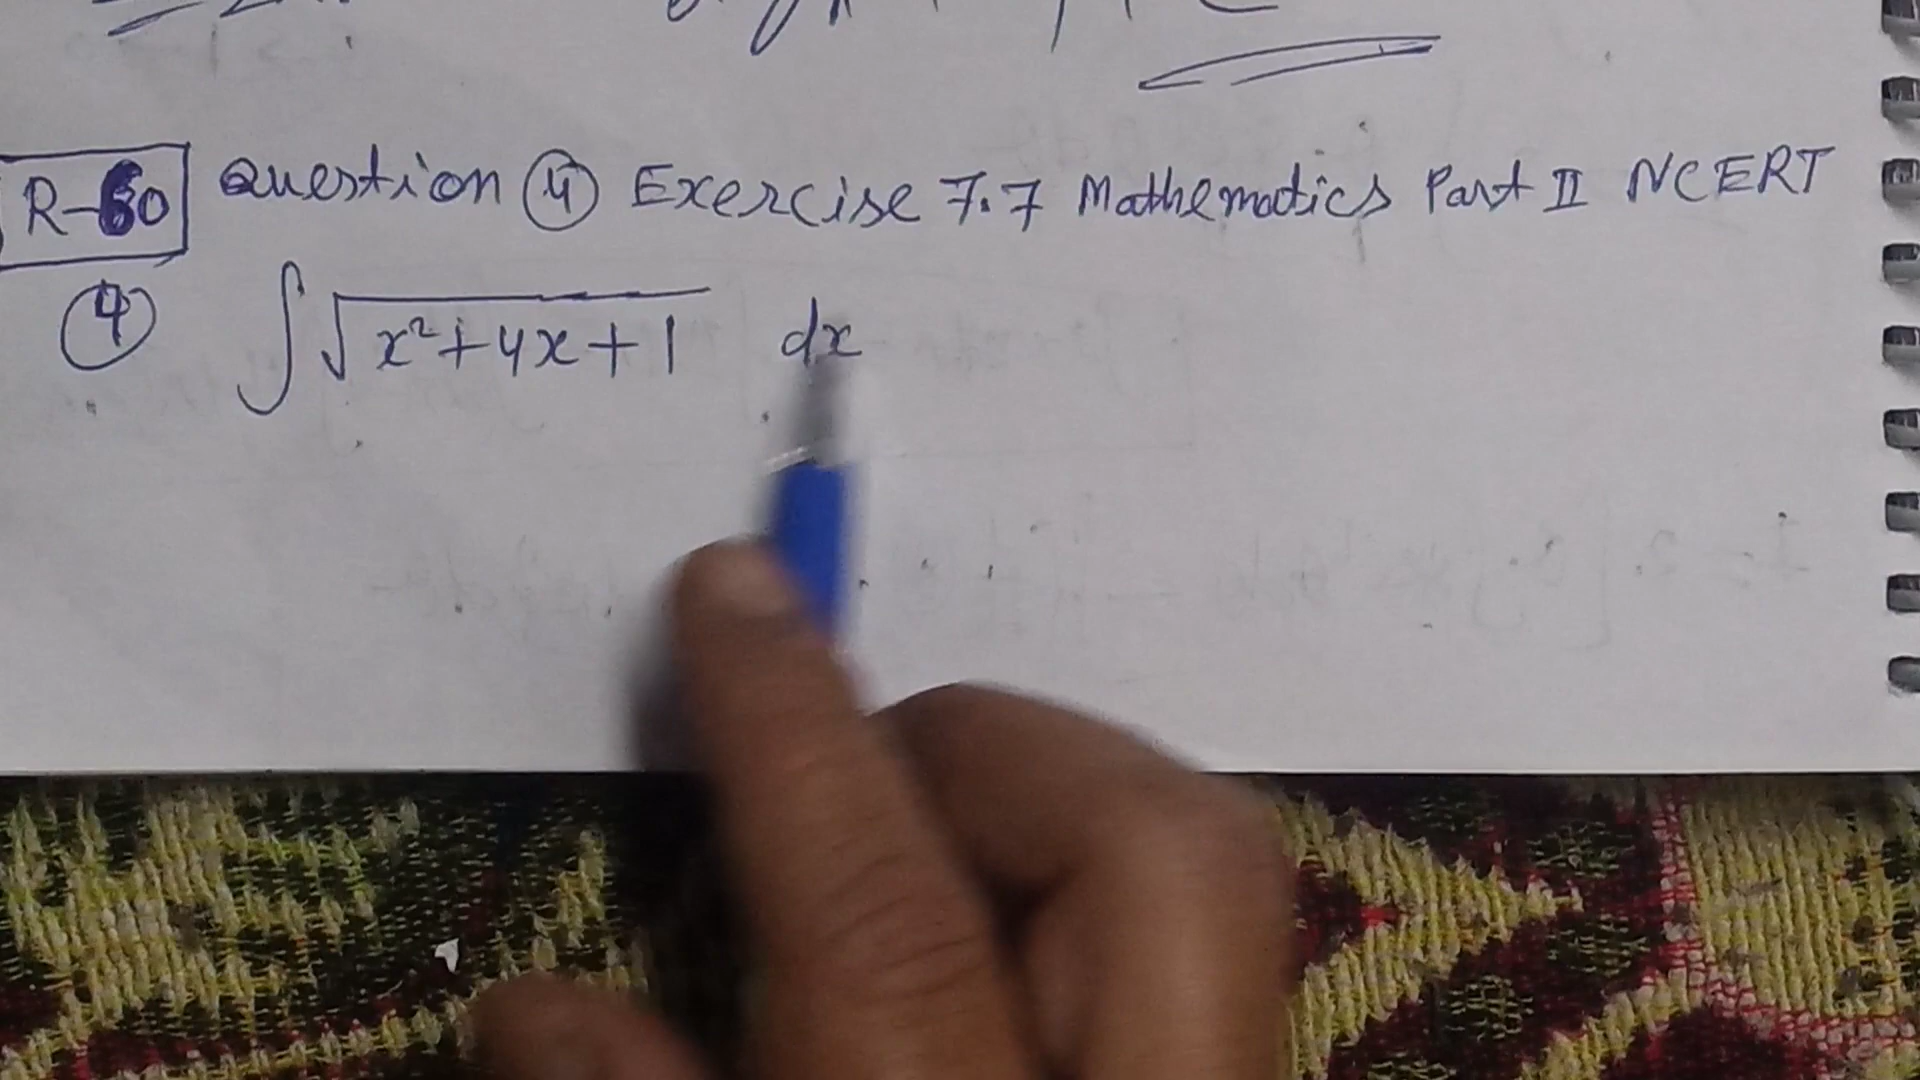 R-60 Question ④ Exercise 7.7 Mathematics Part II NCERT
④ ∫√(x²+4x+1) dx